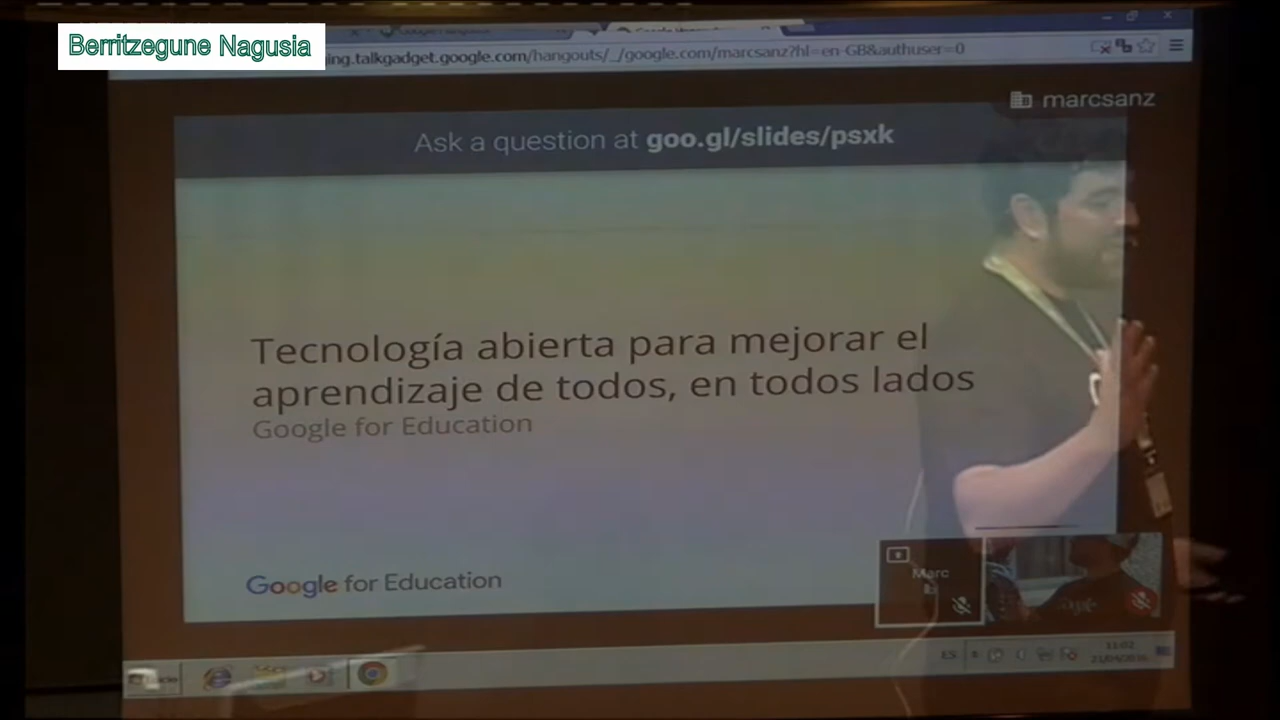 Berritzegune Nagusia
ing.talkgadget.google.com/hangouts/_/google.com/marcsanz?hl=en-GB&authuser=0
marcsanz
Ask a question at goo.gl/slides/psxk
Tecnología abierta para mejorar el
aprendizaje de todos, en todos lados
Google for Education
Google for Education
Marc
ES
11:02